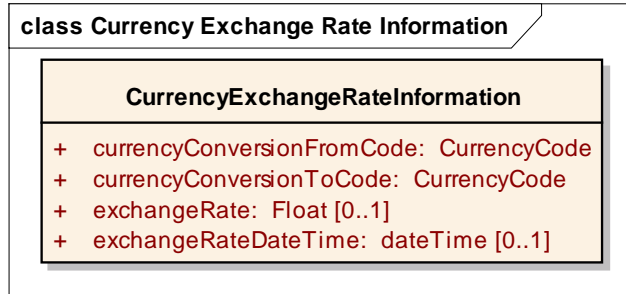 class Currency Exchange Rate Information
CurrencyExchangeRateInformation
+ currencyConversionFromCode: CurrencyCode
+ currencyConversionToCode: CurrencyCode
+ exchangeRate: Float [0..1]
+ exchangeRateDateTime: dateTime [0..1]